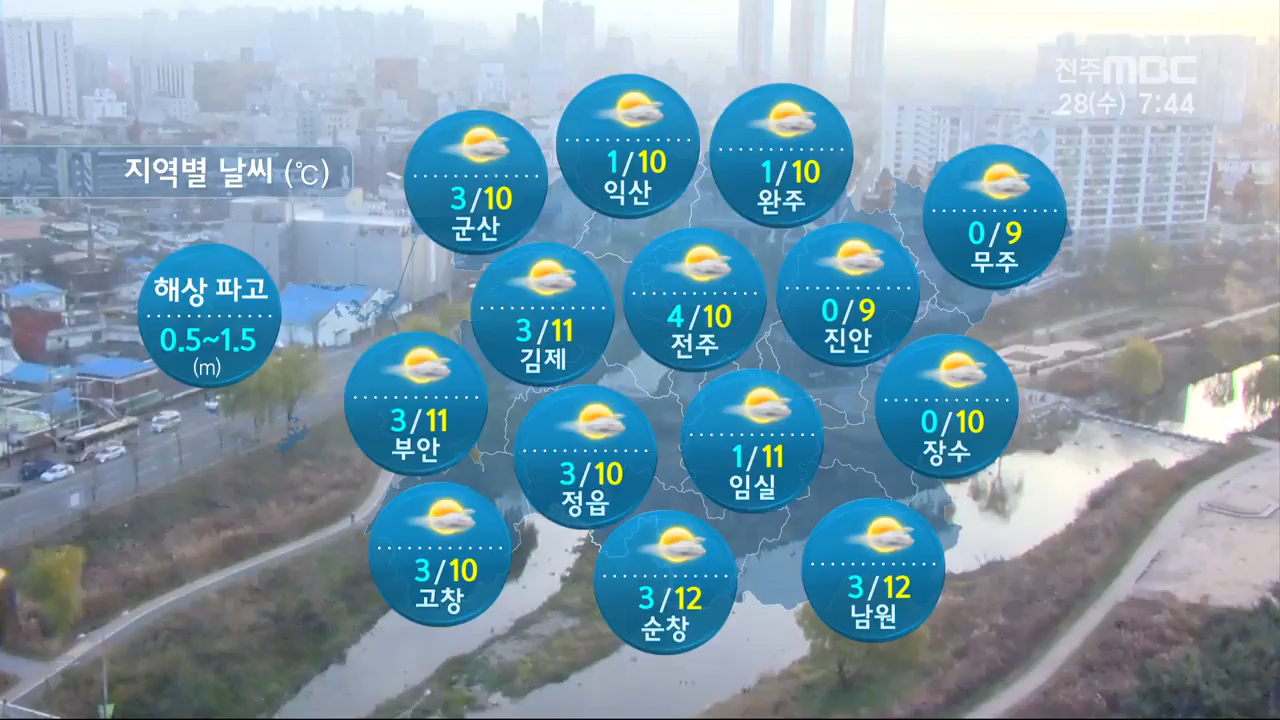 전주MBC
28(수) 7:44
지역별 날씨 (℃)
해상 파고
0.5~1.5
(m)
3/10
군산
1/10
익산
1/10
완주
0/9
무주
3/11
김제
4/10
전주
0/9
진안
3/11
부안
3/10
정읍
1/11
임실
0/10
장수
3/10
고창
3/12
순창
3/12
남원